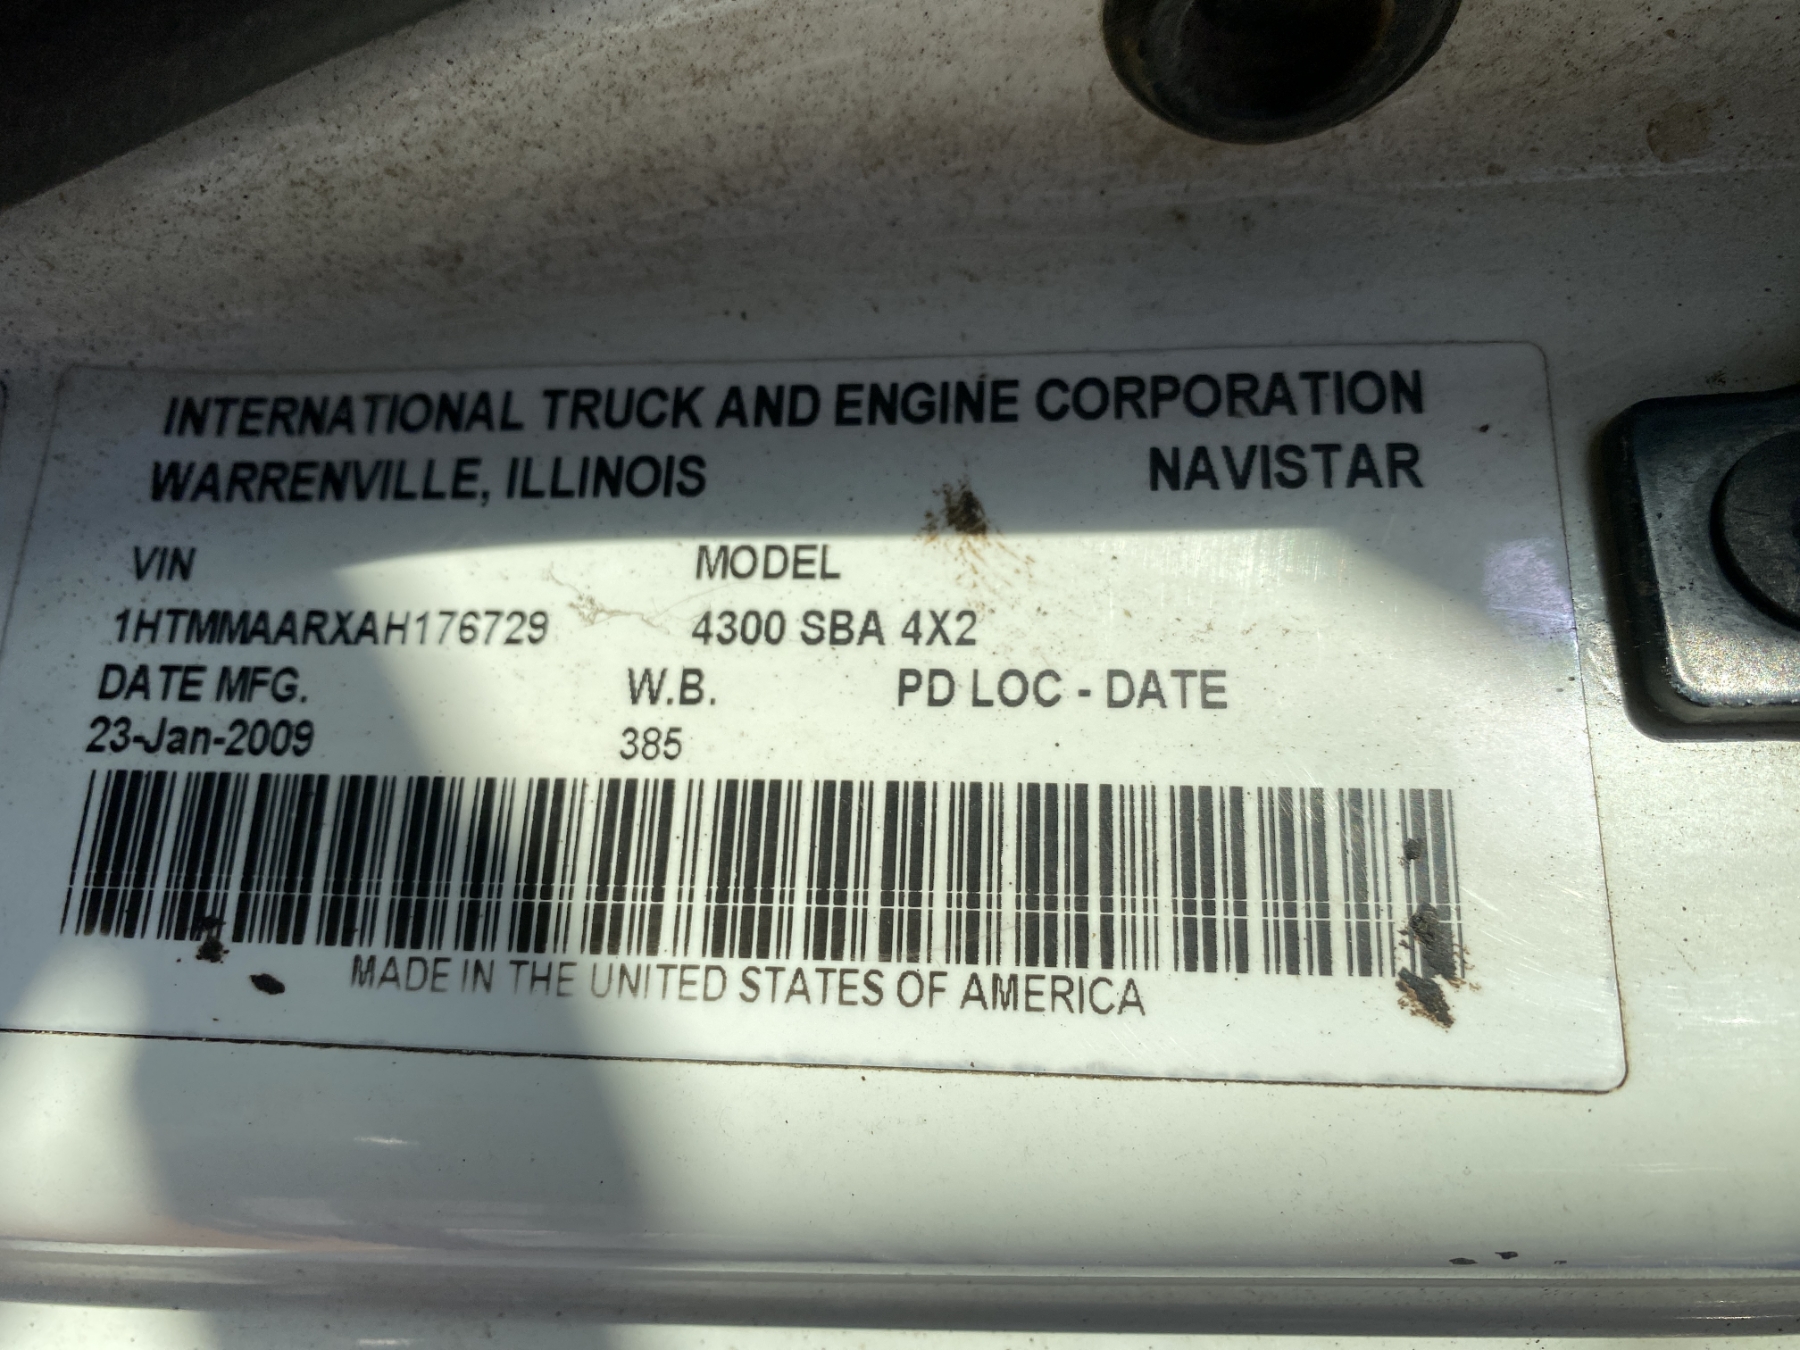 INTERNATIONAL TRUCK AND ENGINE CORPORATION
WARRENVILLE, ILLINOIS NAVISTAR
VIN MODEL
1HTMMAARXAH176729 4300 SBA 4X2
DATE MFG. W.B. PD LOC - DATE
23-Jan-2009 385
MADE IN THE UNITED STATES OF AMERICA